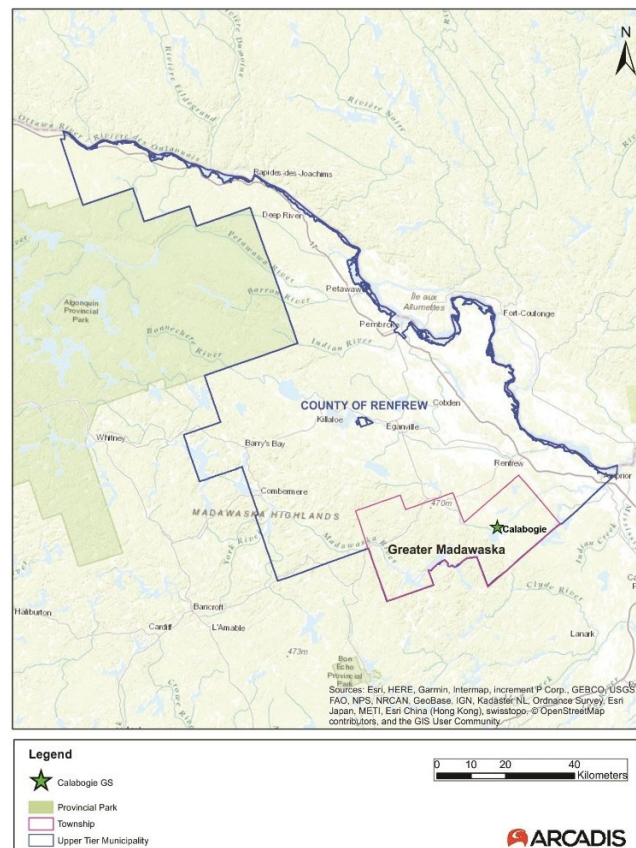 N
Rivière Dumoine
Rivière Noire
Ottawa River - Rivière des Outaouais
Rapides-des-Joachims
Deep River
Petawawa River
Barron River
Algonquin
Provincial
Park
Bonnechere River
Indian River
Petawawa
Pembroke
Île aux
Allumettes
Fort-Coulonge
COUNTY OF RENFREW
Killaloe
Eganville
Cobden
Whitney
Barry's Bay
Renfrew
Arnprior
Combermere
470m
MADAWASKA HIGHLANDS
Calabogie
York River
Madawaska River
Greater Madawaska
Indian Creek
Clyde River
Haliburton
Bancroft
Cardiff
L'Amable
Lanark
473m
Bon
Echo
Provincial
Park
Crowe River
Sources: Esri, HERE, Garmin, Intermap, increment P Corp., GEBCO, USGS
FAO, NPS, NRCAN, GeoBase, IGN, Kadaster NL, Ordnance Survey, Esri
Japan, METI, Esri China (Hong Kong), swisstopo, © OpenStreetMap
contributors, and the GIS User Community
Legend
Calabogie GS
Provincial Park
Township
Upper Tier Municipality
0 10 20 40
Kilometers
ARCADIS